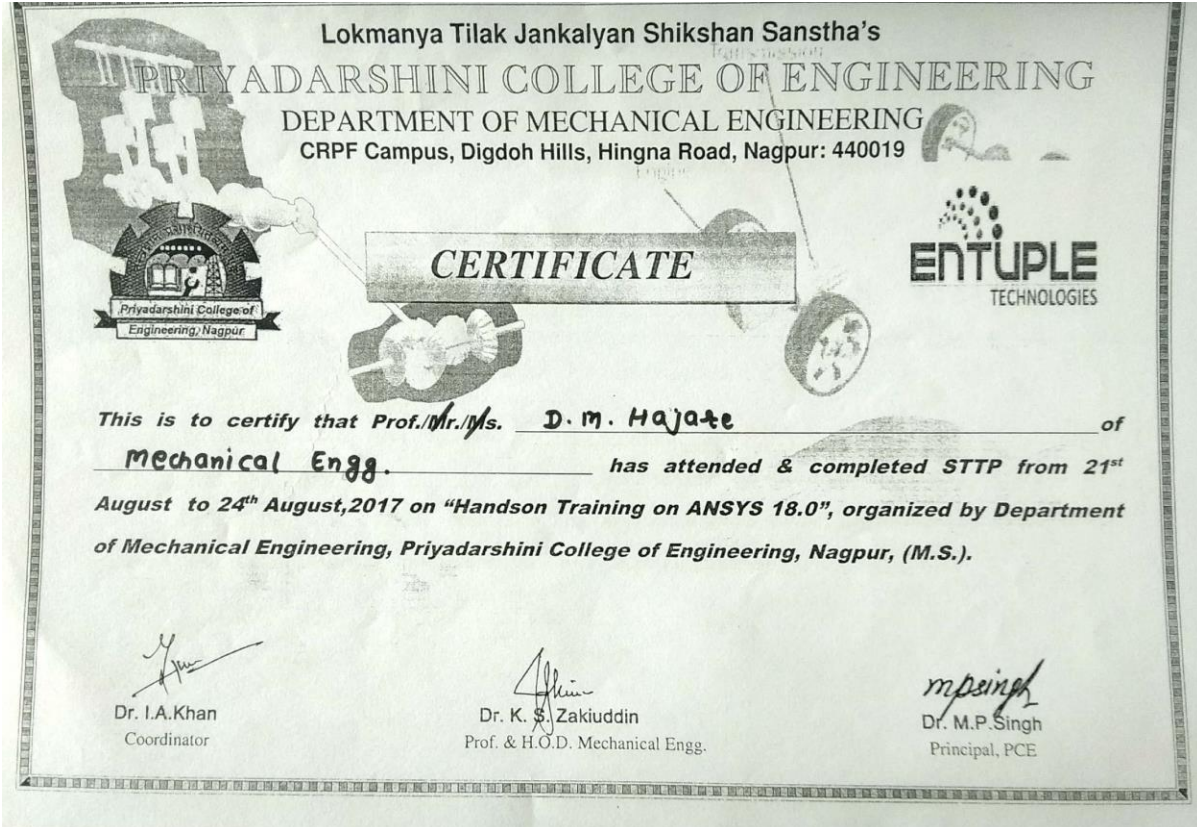 Lokmanya Tilak Jankalyan Shikshan Sanstha's
Transmission
PRIYADARSHINI COLLEGE OF ENGINEERING
DEPARTMENT OF MECHANICAL ENGINEERING
CRPF Campus, Digdoh Hills, Hingna Road, Nagpur: 440019
Engine
CERTIFICATE
Priyadarshini College of
Engineering, Nagpur
ENTUPLE
TECHNOLOGIES
This is to certify that Prof./Mr./Ms. D. M. Hajare of
Mechanical Engg. has attended & completed STTP from 21st
August to 24th August,2017 on “Handson Training on ANSYS 18.0”, organized by Department
of Mechanical Engineering, Priyadarshini College of Engineering, Nagpur, (M.S.).
mpsingh
Dr. I.A.Khan Dr. K. S. Zakiuddin Dr. M.P.Singh
Coordinator Prof. & H.O.D. Mechanical Engg. Principal, PCE